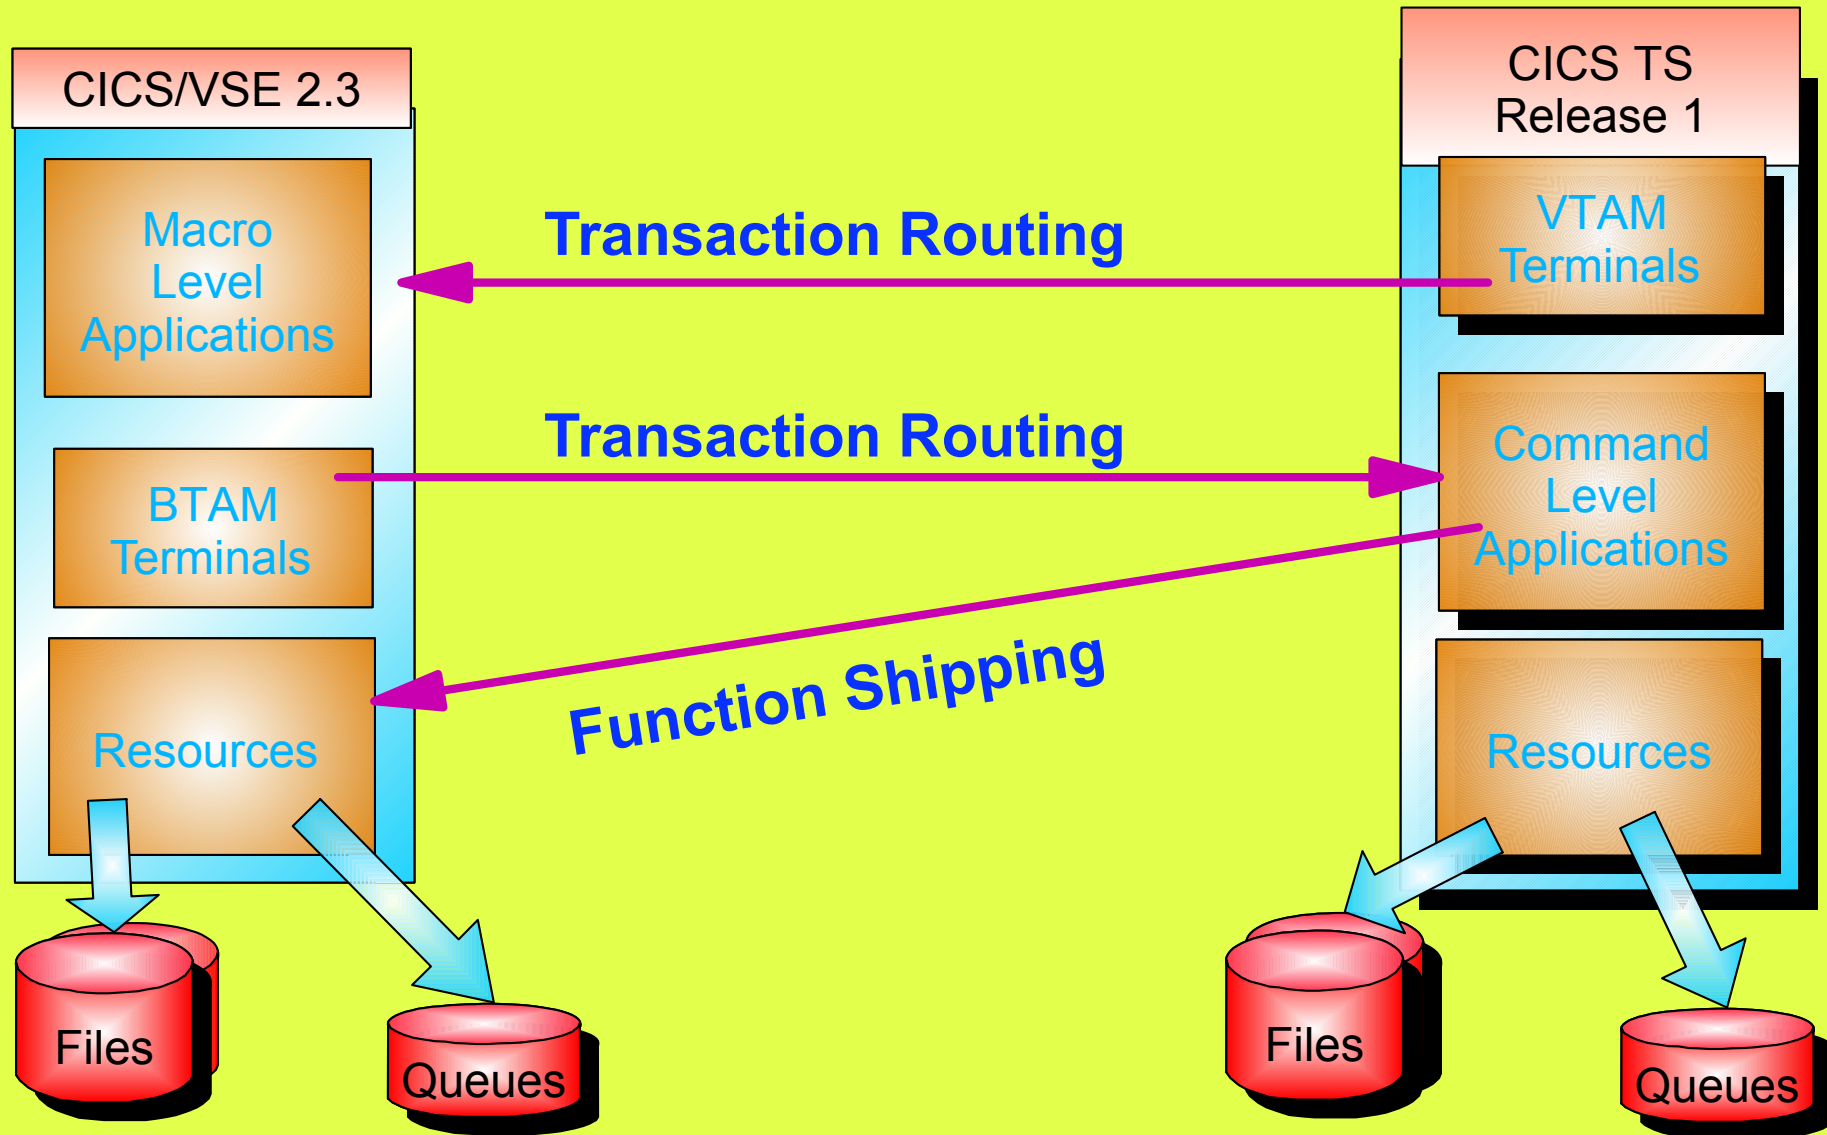 CICS/VSE 2.3
Macro
Level
Applications
BTAM
Terminals
Resources
Files
Queues
Transaction Routing
Transaction Routing
Function Shipping
CICS TS
Release 1
VTAM
Terminals
Command
Level
Applications
Resources
Files
Queues